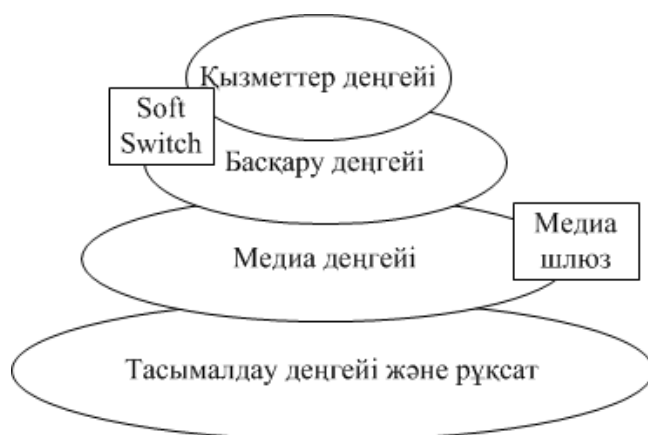 Қызметтер деңгейі
Soft
Switch
Басқару деңгейі
Медиа деңгейі
Медиа
шлюз
Тасымалдау деңгейі және рұқсат